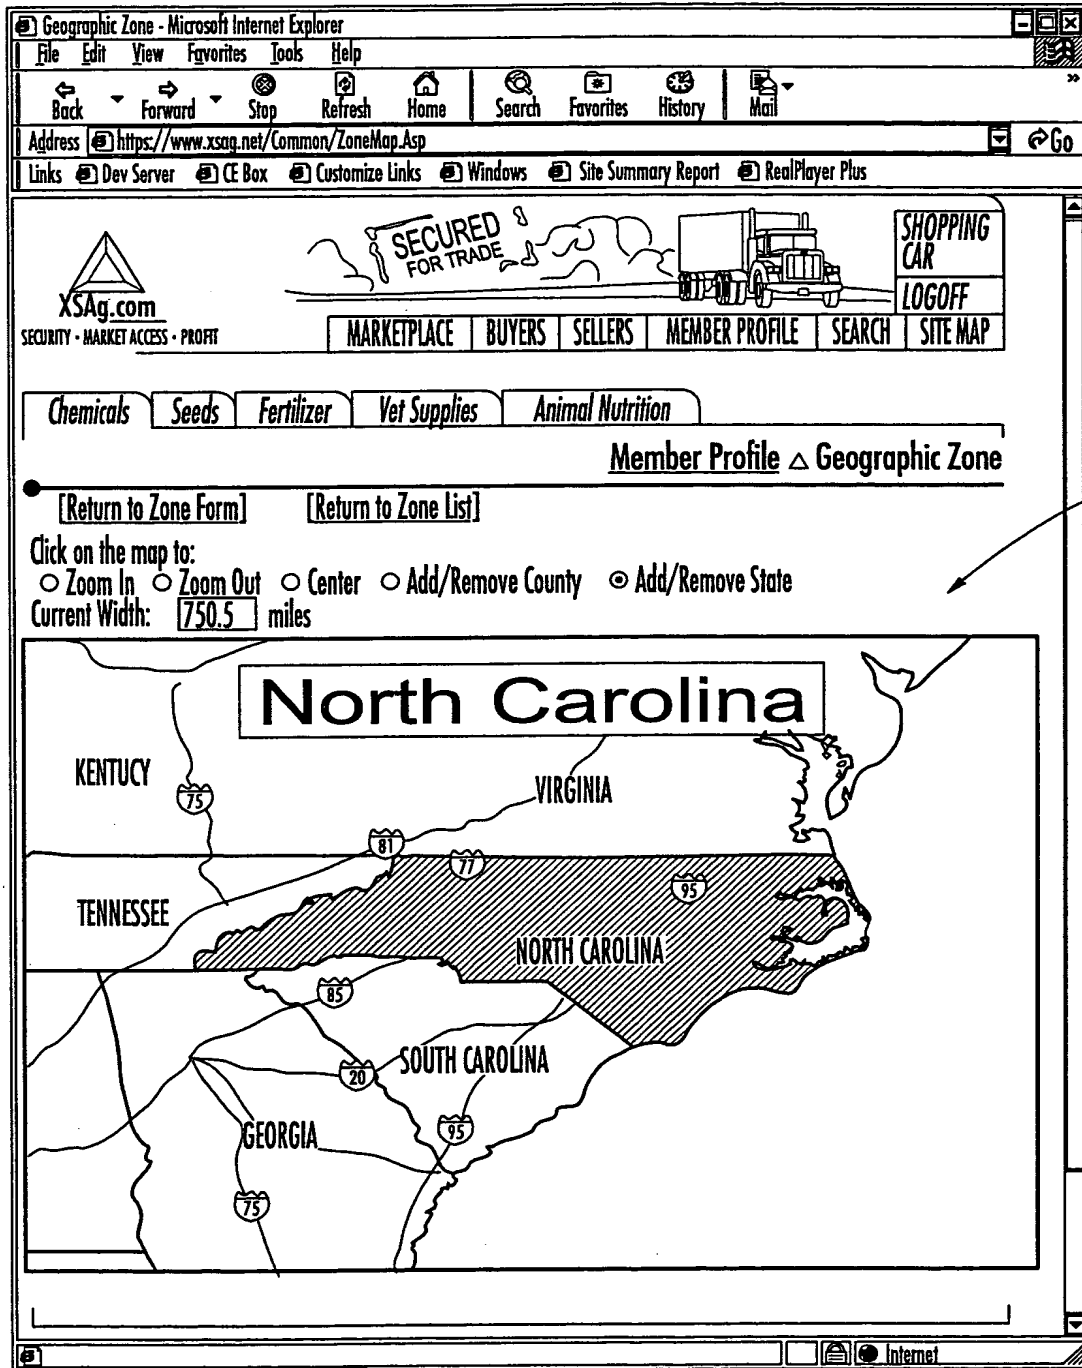 Geographic Zone - Microsoft Internet Explorer
File Edit View Favorites Tools Help
Back Forward Stop Refresh Home Search Favorites History Mail »
Address https://www.xsag.net/Common/ZoneMap.Asp Go
Links Dev Server CE Box Customize Links Windows Site Summary Report RealPlayer Plus
SECURED
FOR TRADE
SHOPPING
CAR
LOGOFF
XSAg.com
SECURITY · MARKET ACCESS · PROFIT
MARKETPLACE BUYERS SELLERS MEMBER PROFILE SEARCH SITE MAP
Chemicals Seeds Fertilizer Vet Supplies Animal Nutrition
Member Profile △ Geographic Zone
[Return to Zone Form] [Return to Zone List]
Click on the map to:
Zoom In Zoom Out Center Add/Remove County Add/Remove State
Current Width: 750.5 miles
North Carolina
KENTUCY
75
VIRGINIA
81
77
95
TENNESSEE
NORTH CAROLINA
85
SOUTH CAROLINA
20
GEORGIA
95
75
Internet